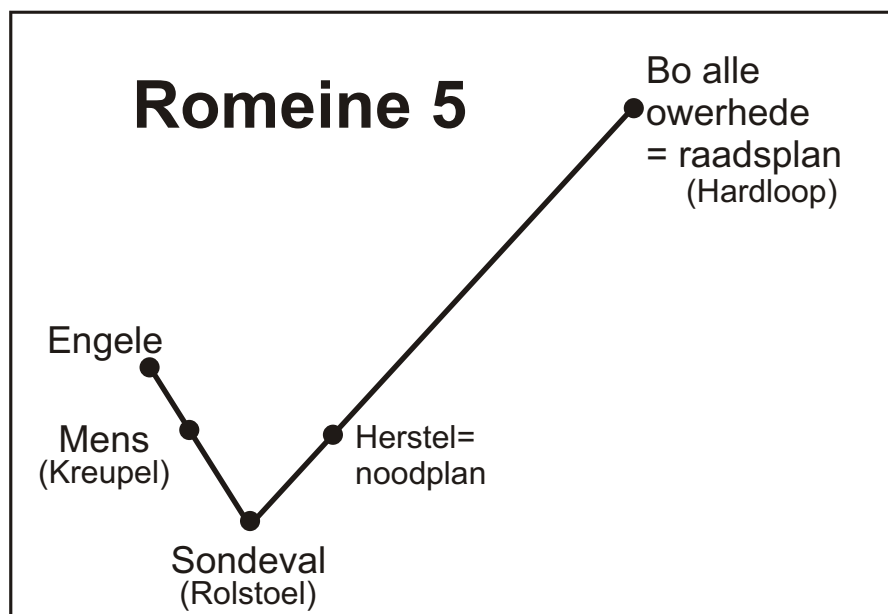 Romeine 5
Bo alle
owerhede
= raadsplan
(Hardloop)
Engele
Mens
(Kreupel)
Herstel=
noodplan
Sondeval
(Rolstoel)